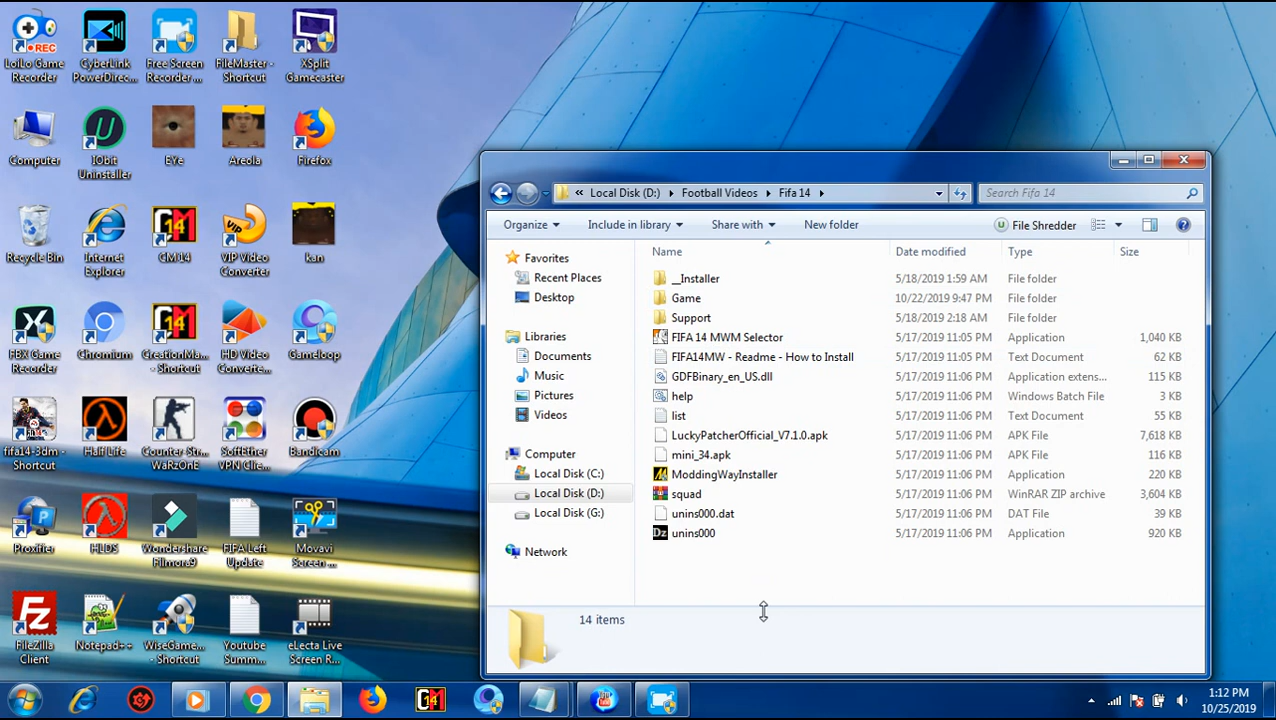 LoiLo Game
Recorder
CyberLink
PowerDirec...
Free Screen
Recorder ...
FileMaster -
Shortcut
XSplit
Gamecaster
REC
Computer
IObit
Uninstaller
EYe
Areola
Firefox
Recycle Bin
Internet
Explorer
CM 14
VIP Video
Converter
kan
FBX Game
Recorder
Chromium
CreationMa...
- Shortcut
HD Video
Converte...
Gameloop
fifa14-3dm -
Shortcut
Half Life
Counter-Str...
WaRzOnE
SoftEther
VPN Clie...
Bandicam
Proxifier
HLDS
Wondershare
Filmora9
FIFA Left
Update
Movavi
Screen ...
FileZilla
Client
Notepad++
WiseGame...
- Shortcut
Youtube
Summ...
eLecta Live
Screen R...
« Local Disk (D:) Football Videos Fifa 14
Search Fifa 14
Organize Include in library Share with New folder File Shredder
Name Date modified Type Size
Favorites
Recent Places
Desktop
Libraries
Documents
Music
Pictures
Videos
Computer
Local Disk (C:)
Local Disk (D:)
Local Disk (G:)
Network
__Installer 5/18/2019 1:59 AM File folder
Game 10/22/2019 9:47 PM File folder
Support 5/18/2019 2:18 AM File folder
FIFA 14 MWM Selector 5/17/2019 11:05 PM Application 1,040 KB
FIFA14MW - Readme - How to Install 5/17/2019 11:05 PM Text Document 62 KB
GDFBinary_en_US.dll 5/17/2019 11:06 PM Application extens... 115 KB
help 5/17/2019 11:06 PM Windows Batch File 3 KB
list 5/17/2019 11:06 PM Text Document 55 KB
LuckyPatcherOfficial_V7.1.0.apk 5/17/2019 11:06 PM APK File 7,618 KB
mini_34.apk 5/17/2019 11:06 PM APK File 116 KB
ModdingWayInstaller 5/17/2019 11:06 PM Application 220 KB
squad 5/17/2019 11:06 PM WinRAR ZIP archive 3,604 KB
unins000.dat 5/17/2019 11:06 PM DAT File 39 KB
unins000 5/17/2019 11:06 PM Application 920 KB
14 items
1:12 PM
10/25/2019